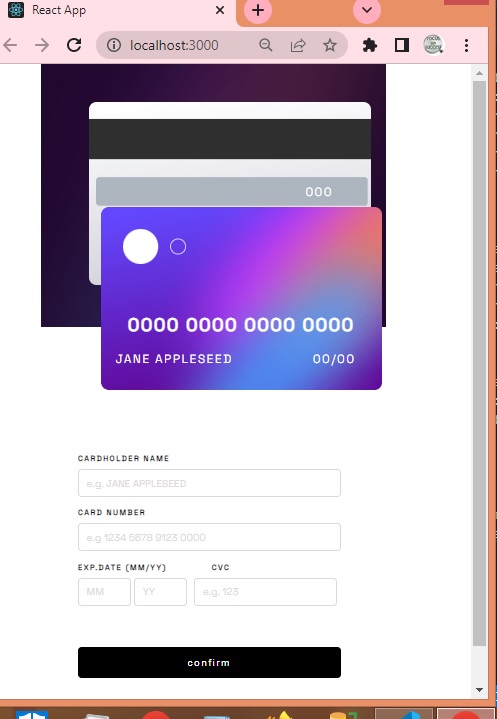 React App
localhost:3000
000
0000 0000 0000 0000
JANE APPLESEED 00/00
CARDHOLDER NAME
e.g. JANE APPLESEED
CARD NUMBER
e.g 1234 5678 9123 0000
EXP.DATE (MM/YY) CVC
MM YY e.g. 123
confirm